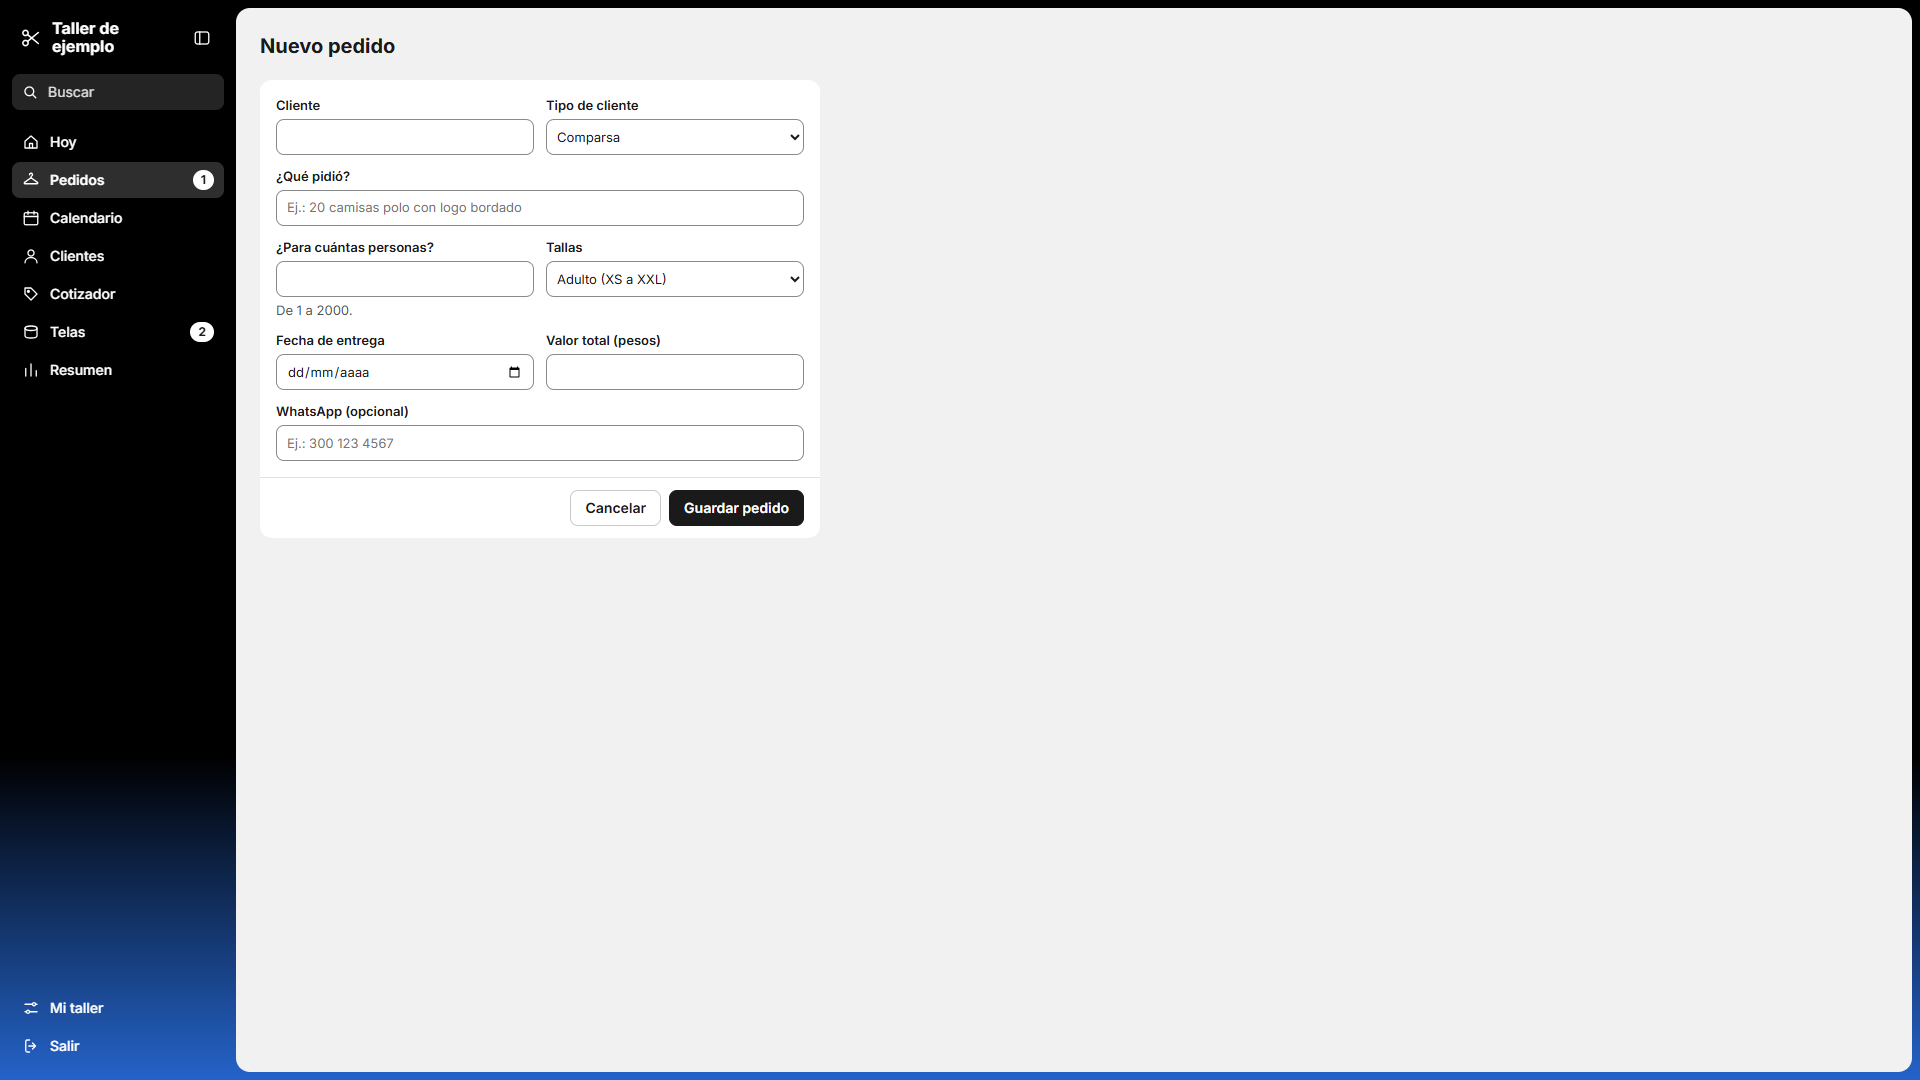 Taller de
ejemplo
Buscar
Hoy
Pedidos 1
Calendario
Clientes
Cotizador
Telas 2
Resumen
Mi taller
Salir
Nuevo pedido
Cliente Tipo de cliente
Comparsa
¿Qué pidió?
Ej.: 20 camisas polo con logo bordado
¿Para cuántas personas? Tallas
Adulto (XS a XXL)
De 1 a 2000.
Fecha de entrega Valor total (pesos)
dd/mm/aaaa
WhatsApp (opcional)
Ej.: 300 123 4567
Cancelar Guardar pedido